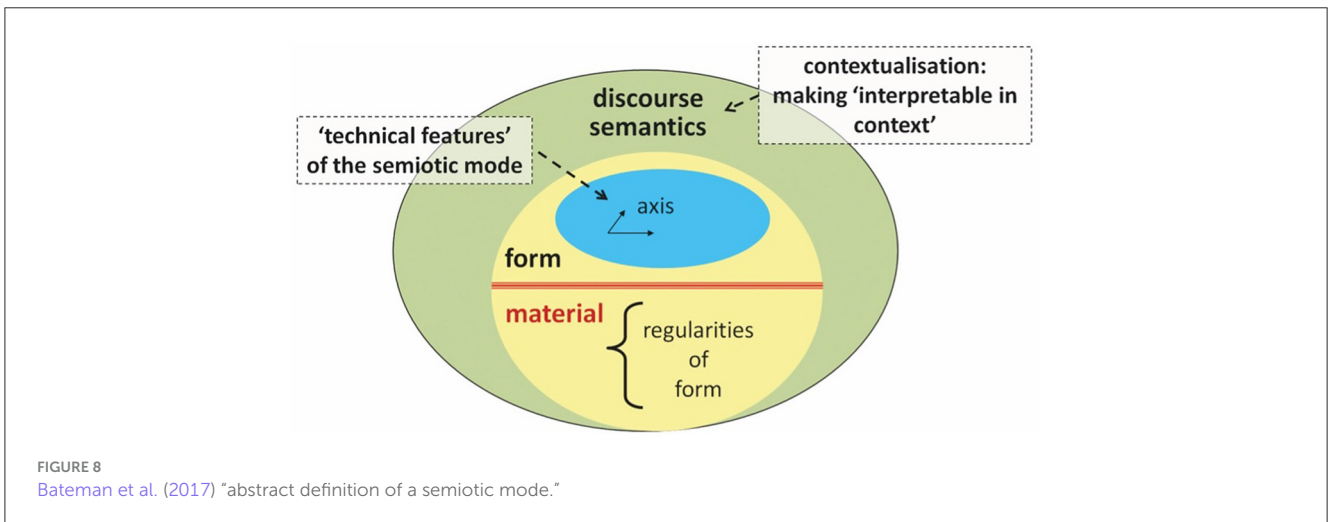 contextualisation:
making ‘interpretable in
context’
discourse
semantics
‘technical features’
of the semiotic mode
axis
form
material
regularities
of
form
FIGURE 8
Bateman et al. (2017) “abstract definition of a semiotic mode.”